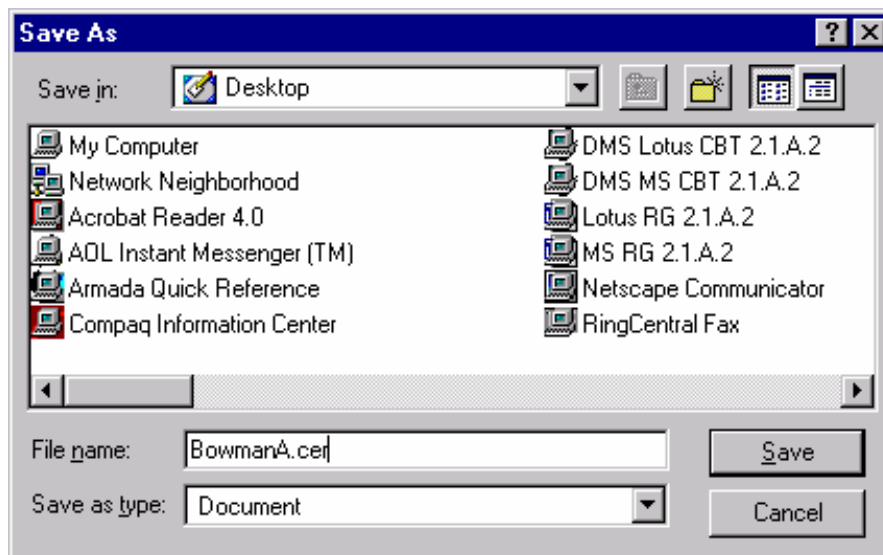 Save As
Save in: Desktop
My Computer
Network Neighborhood
Acrobat Reader 4.0
AOL Instant Messenger (TM)
Armada Quick Reference
Compaq Information Center
DMS Lotus CBT 2.1.A.2
DMS MS CBT 2.1.A.2
Lotus RG 2.1.A.2
MS RG 2.1.A.2
Netscape Communicator
RingCentral Fax
File name: BowmanA.cer
Save
Save as type: Document
Cancel